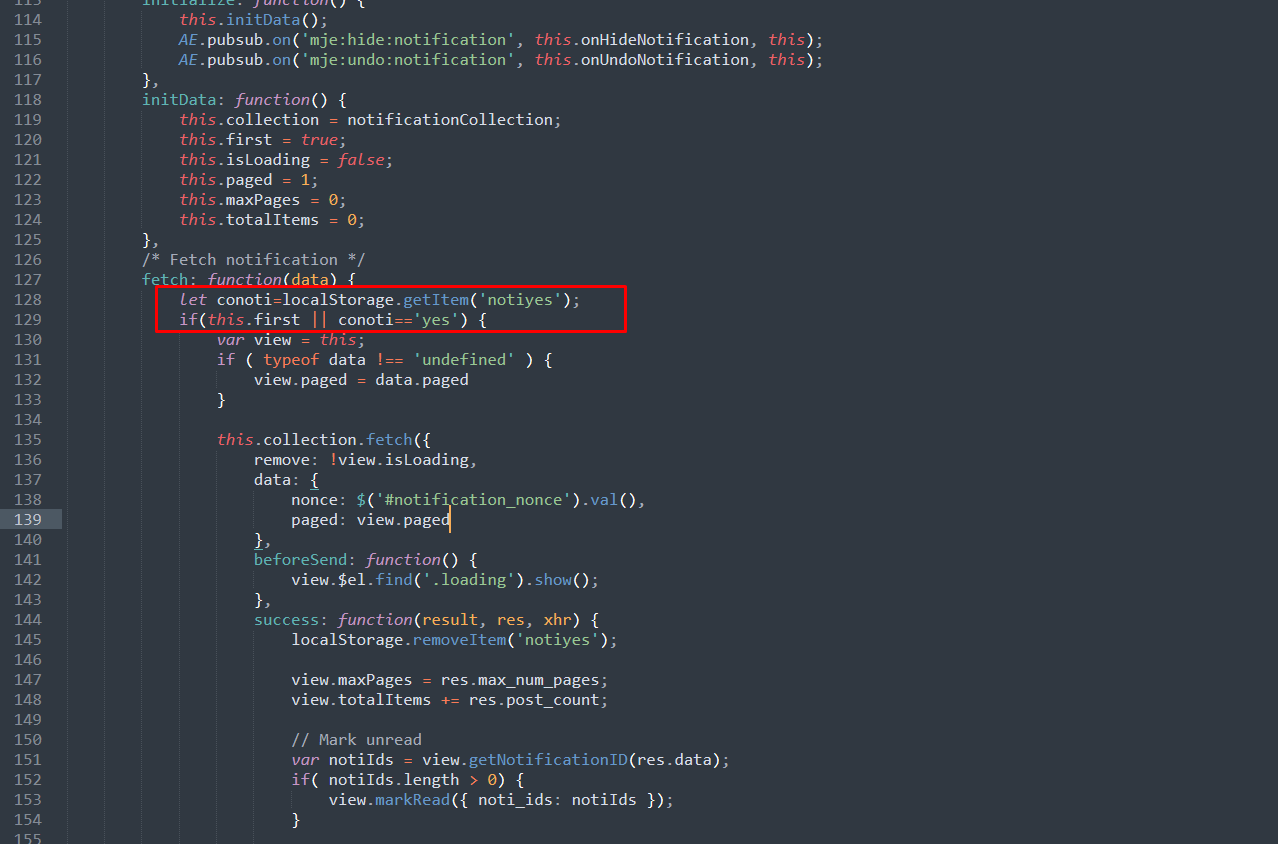 113 initialize: function() {
114 this.initData();
115 AE.pubsub.on('mje:hide:notification', this.onHideNotification, this);
116 AE.pubsub.on('mje:undo:notification', this.onUndoNotification, this);
117 },
118 initData: function() {
119 this.collection = notificationCollection;
120 this.first = true;
121 this.isLoading = false;
122 this.paged = 1;
123 this.maxPages = 0;
124 this.totalItems = 0;
125 },
126 /* Fetch notification */
127 fetch: function(data) {
128 let conoti=localStorage.getItem('notiyes');
129 if(this.first || conoti=='yes') {
130 var view = this;
131 if ( typeof data !== 'undefined' ) {
132 view.paged = data.paged
133 }
134
135 this.collection.fetch({
136 remove: !view.isLoading,
137 data: {
138 nonce: $('#notification_nonce').val(),
139 paged: view.paged
140 },
141 beforeSend: function() {
142 view.$el.find('.loading').show();
143 },
144 success: function(result, res, xhr) {
145 localStorage.removeItem('notiyes');
146
147 view.maxPages = res.max_num_pages;
148 view.totalItems += res.post_count;
149
150 // Mark unread
151 var notiIds = view.getNotificationID(res.data);
152 if( notiIds.length > 0) {
153 view.markRead({ noti_ids: notiIds });
154 }
155